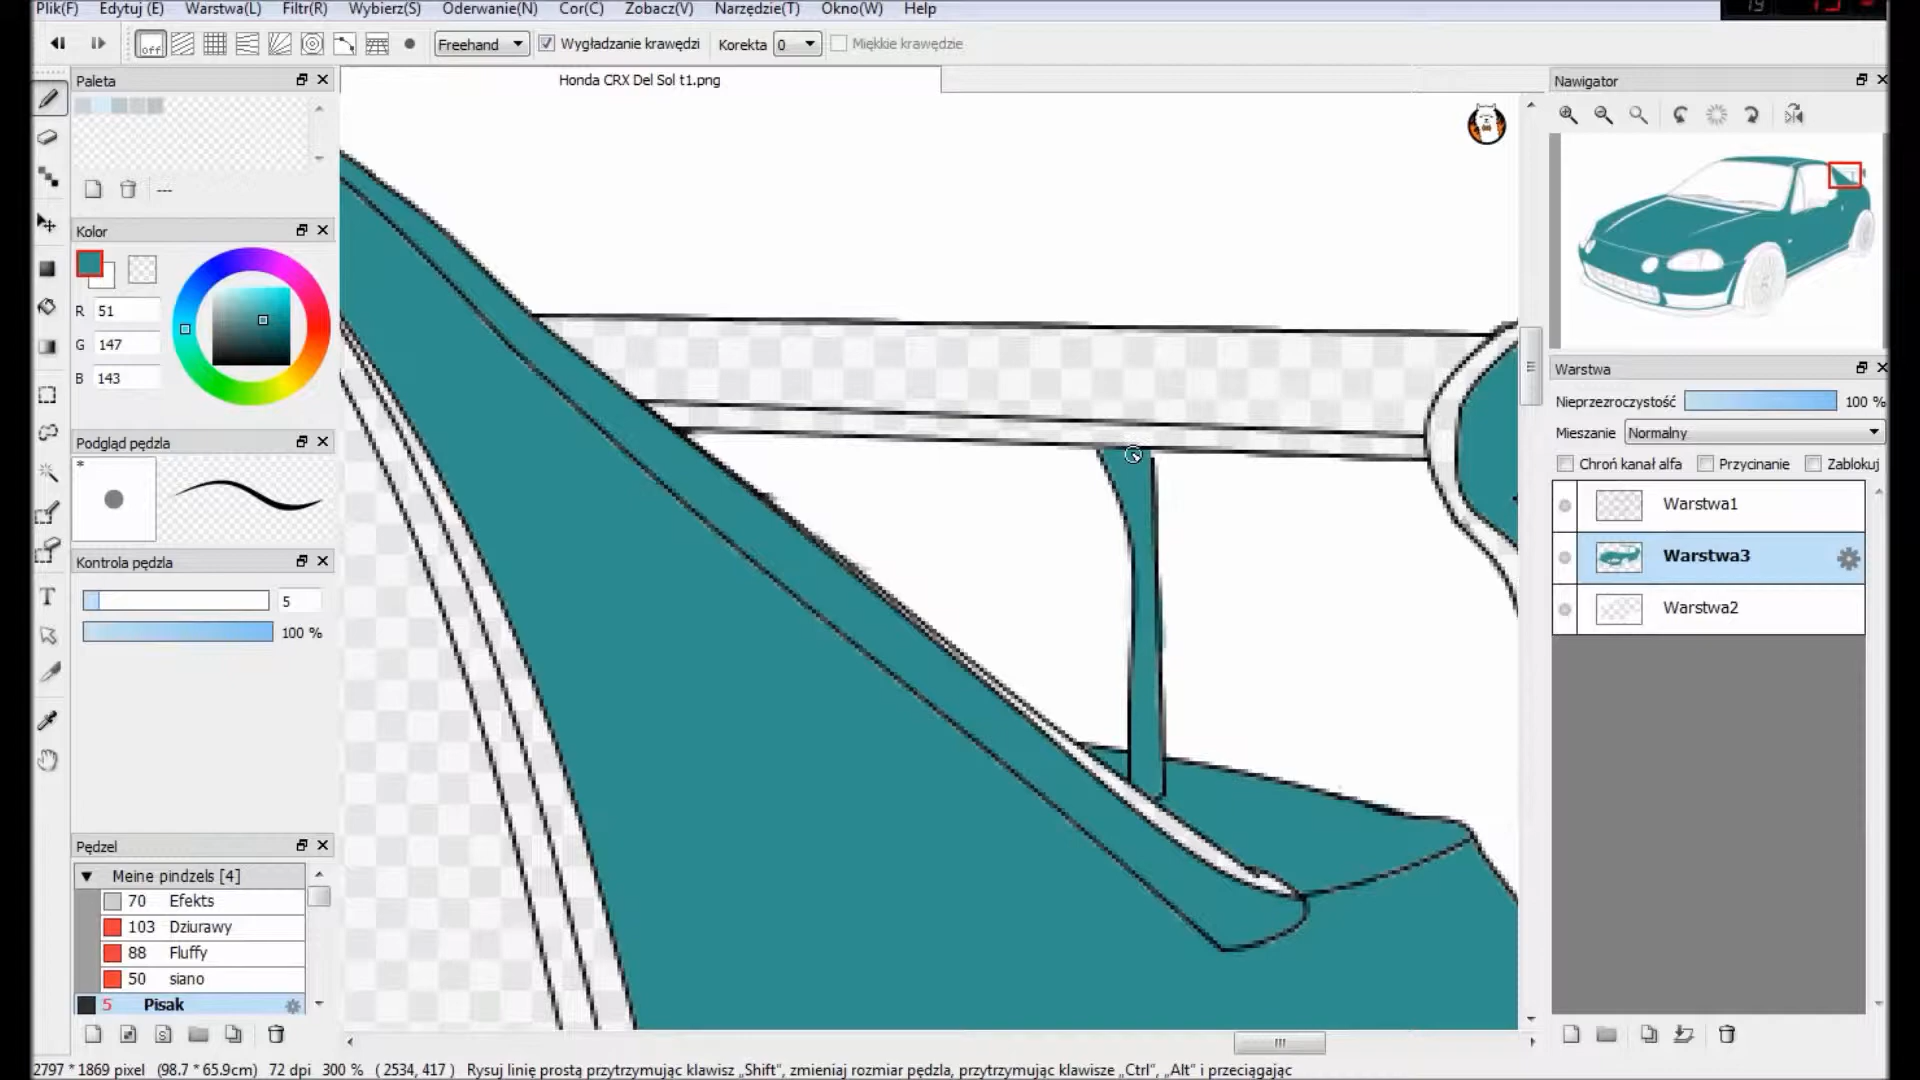 Plik(F) Edytuj (E) Warstwa(L) Filtr(R) Wybierz(S) Oderwanie(N) Cor(C) Zobacz(V) Narzędzie(T) Okno(W) Help
off Freehand Wygładzanie krawędzi Korekta 0 Miękkie krawędzie
Paleta
Honda CRX Del Sol t1.png
Nawigator
---
Kolor
R 51
G 147
B 143
Warstwa
Nieprzezroczystość 100 %
Mieszanie Normalny
Chroń kanał alfa Przycinanie Zablokuj
Podgląd pędzla
*
Warstwa1
Warstwa3
Warstwa2
Kontrola pędzla
5
100 %
Pędzel
Meine pindzels [4]
70 Efekts
103 Dziurawy
88 Fluffy
50 siano
5 Pisak
2797 * 1869 pixel (98.7 * 65.9cm) 72 dpi 300 % ( 2534, 417 ) Rysuj linię prostą przytrzymując klawisz „Shift”, zmieniaj rozmiar pędzla, przytrzymując klawisze „Ctrl”, „Alt” i przeciągając